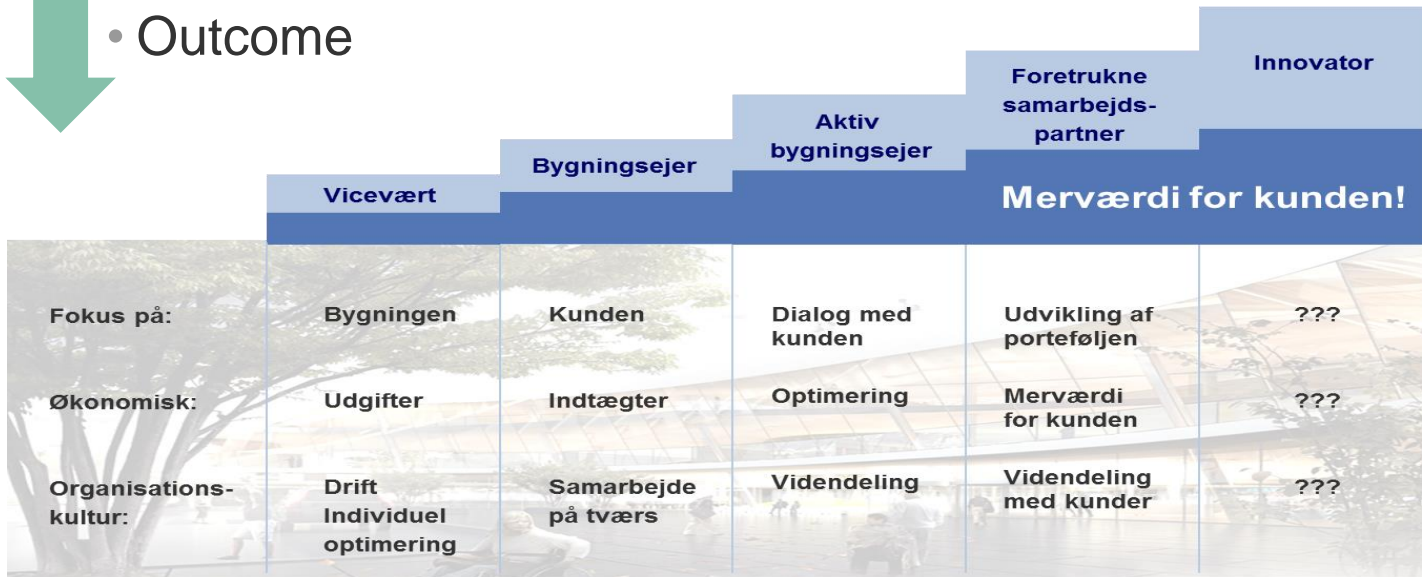 • Outcome
Innovator
Foretrukne
samarbejds-
partner
Aktiv
bygningsejer
Bygningsejer
Vicevært
Merværdi for kunden!
Fokus på:
Bygningen
Kunden
Dialog med
kunden
Udvikling af
porteføljen
???
Økonomisk:
Udgifter
Indtægter
Optimering
Merværdi
for kunden
???
Organisations-
kultur:
Drift
Individuel
optimering
Samarbejde
på tværs
Videndeling
Videndeling
med kunder
???